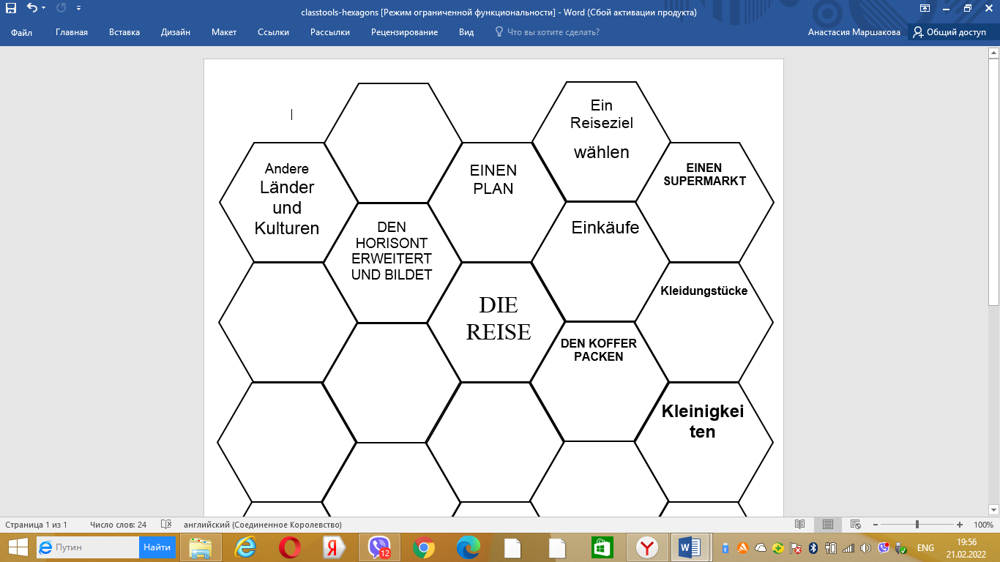 classtools-hexagons [Режим ограниченной функциональности] - Word (Сбой активации продукта)
Файл Главная Вставка Дизайн Макет Ссылки Рассылки Рецензирование Вид Что вы хотите сделать? Анастасия Маршакова Общий доступ
Ein
Reiseziel
wählen
Andere
Länder
und
Kulturen
EINEN
PLAN
EINEN
SUPERMARKT
DEN
HORISONT
ERWEITERT
UND BILDET
Einkäufe
DIE
REISE
Kleidungstücke
DEN KOFFER
PACKEN
Kleinigkei
ten
Страница 1 из 1 Число слов: 24 английский (Соединенное Королевство) 100%
Путин Найти 12 ENG 19:56
21.02.2022